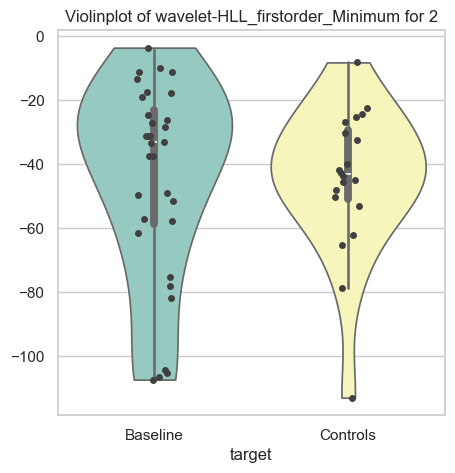 Violinplot of wavelet-HLL_firstorder_Minimum for 2
0
−20
−40
−60
−80
−100
Baseline Controls
target